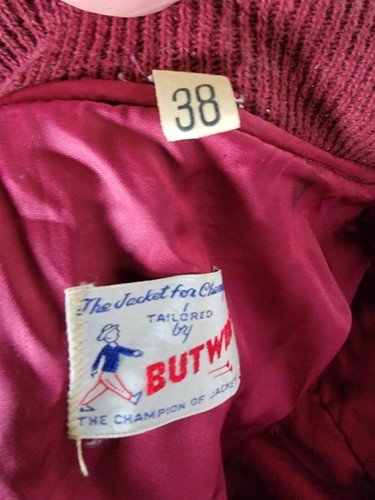 38
The Jacket for
TAILORED
by
THE CHAMPION OF